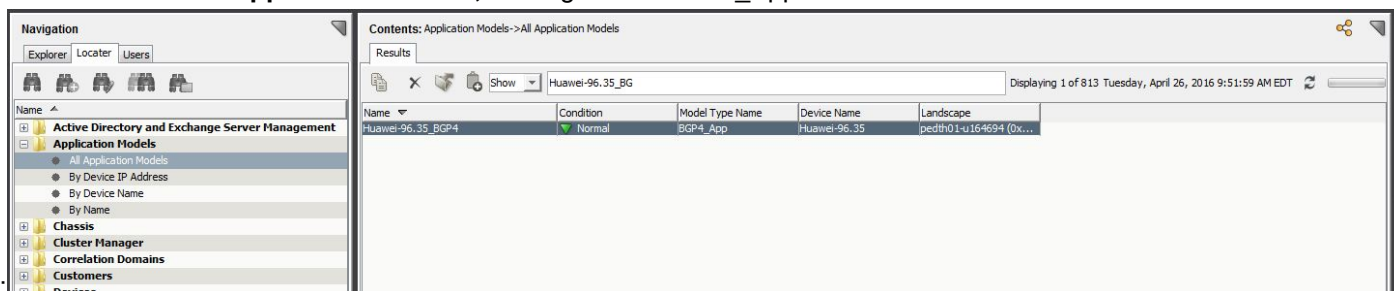 Navigation
Explorer Locater Users
Name
Active Directory and Exchange Server Management
Application Models
All Application Models
By Device IP Address
By Device Name
By Name
Chassis
Cluster Manager
Correlation Domains
Customers
Contents: Application Models->All Application Models
Results
Show Huawei-96.35_BG Displaying 1 of 813 Tuesday, April 26, 2016 9:51:59 AM EDT
Name Condition Model Type Name Device Name Landscape
Huawei-96.35_BGP4 Normal BGP4_App Huawei-96.35 pedth01-u164694 (0x...